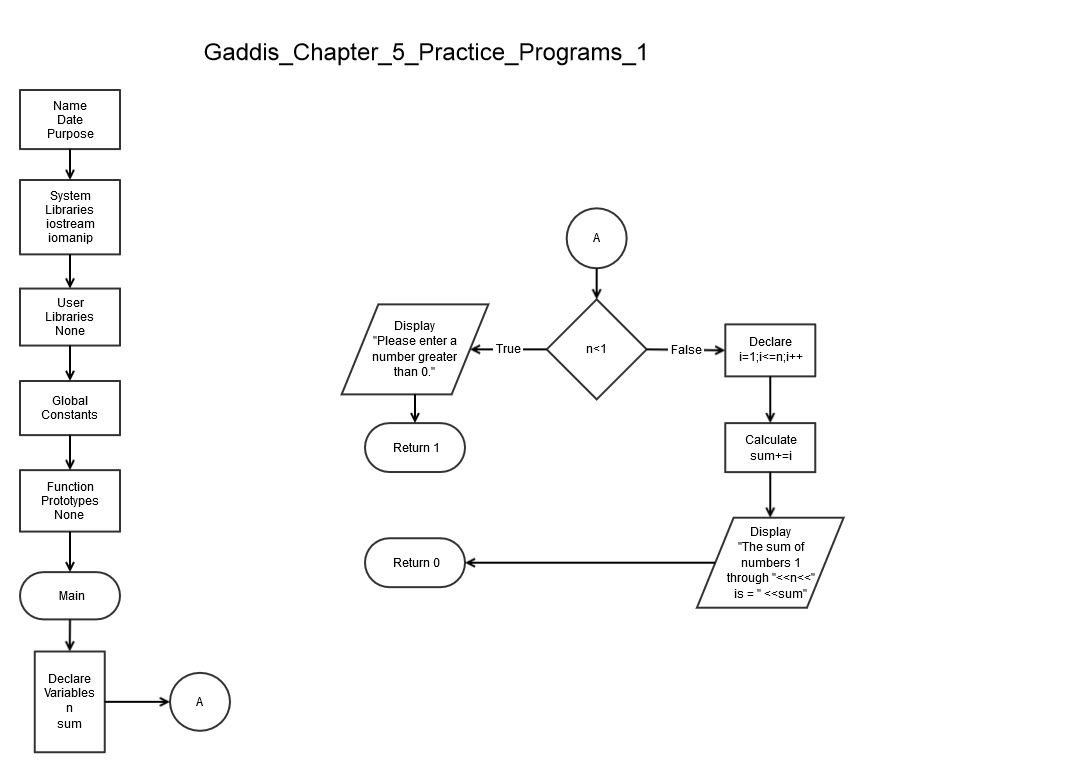 Gaddis_Chapter_5_Practice_Programs_1
Name
Date
Purpose
System
Libraries
iostream
iomanip
User
Libraries
None
Global
Constants
Function
Prototypes
None
Main
Declare
Variables
n
sum
A
A
n<1
True
False
Display
"Please enter a
number greater
than 0."
Return 1
Declare
i=1;i<=n;i++
Calculate
sum+=i
Display
"The sum of
numbers 1
through "<<n<<"
is = " <<sum"
Return 0